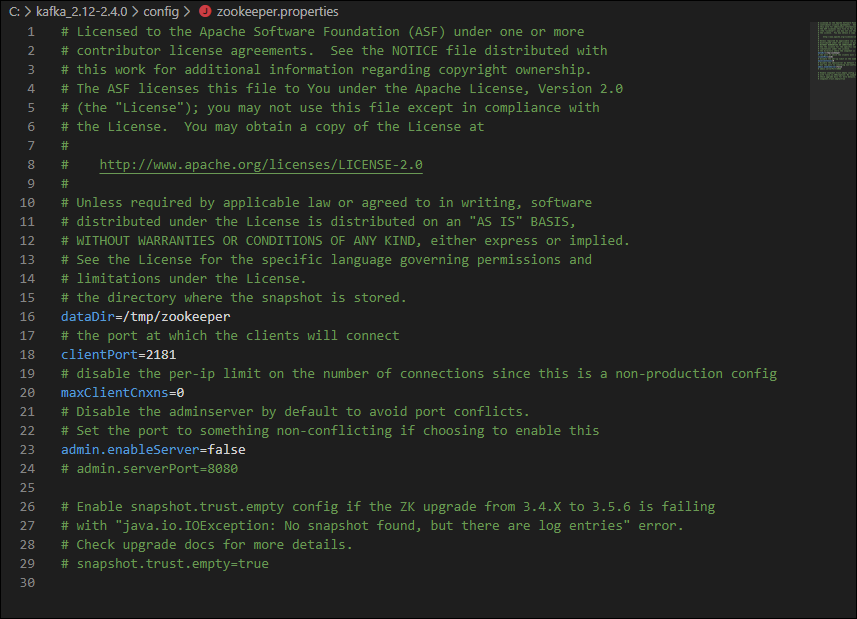 C: > kafka_2.12-2.4.0 > config > zookeeper.properties
1 # Licensed to the Apache Software Foundation (ASF) under one or more
2 # contributor license agreements.  See the NOTICE file distributed with
3 # this work for additional information regarding copyright ownership.
4 # The ASF licenses this file to You under the Apache License, Version 2.0
5 # (the "License"); you may not use this file except in compliance with
6 # the License.  You may obtain a copy of the License at
7 #
8 #    http://www.apache.org/licenses/LICENSE-2.0
9 #
10 # Unless required by applicable law or agreed to in writing, software
11 # distributed under the License is distributed on an "AS IS" BASIS,
12 # WITHOUT WARRANTIES OR CONDITIONS OF ANY KIND, either express or implied.
13 # See the License for the specific language governing permissions and
14 # limitations under the License.
15 # the directory where the snapshot is stored.
16 dataDir=/tmp/zookeeper
17 # the port at which the clients will connect
18 clientPort=2181
19 # disable the per-ip limit on the number of connections since this is a non-production config
20 maxClientCnxns=0
21 # Disable the adminserver by default to avoid port conflicts.
22 # Set the port to something non-conflicting if choosing to enable this
23 admin.enableServer=false
24 # admin.serverPort=8080
25
26 # Enable snapshot.trust.empty config if the ZK upgrade from 3.4.X to 3.5.6 is failing
27 # with "java.io.IOException: No snapshot found, but there are log entries" error.
28 # Check upgrade docs for more details.
29 # snapshot.trust.empty=true
30